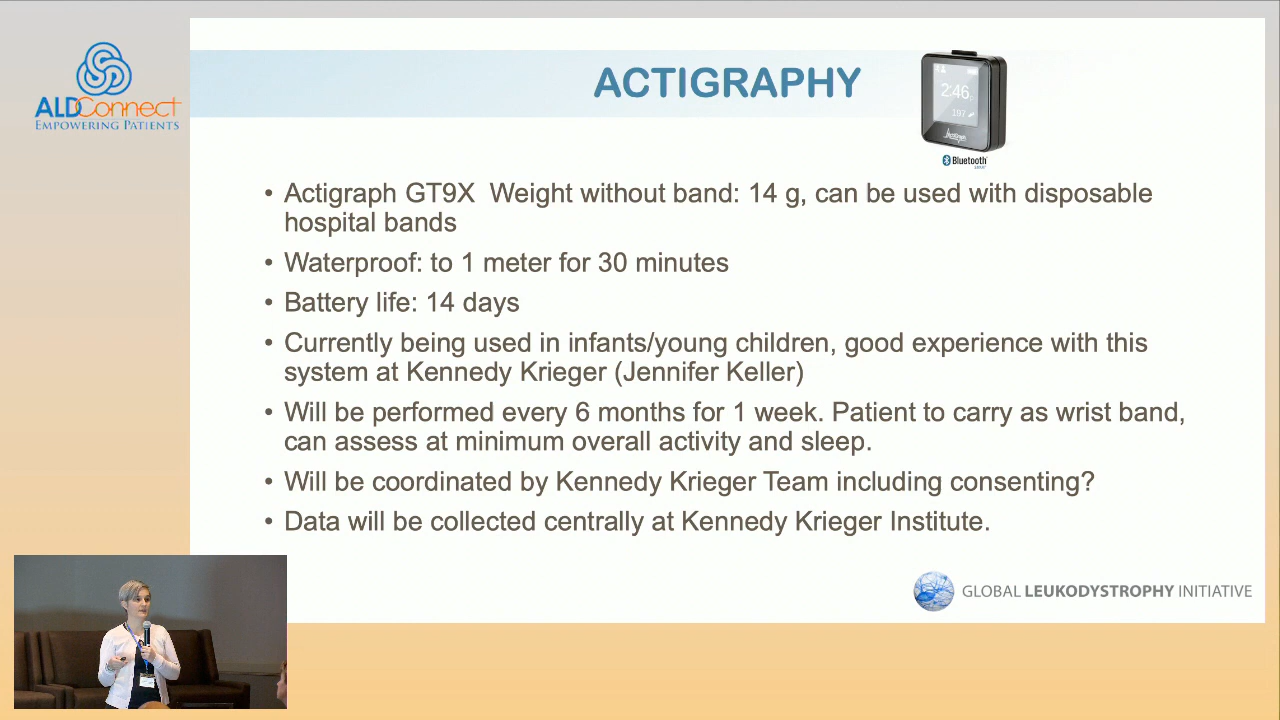 ALDConnect
EMPOWERING PATIENTS
ACTIGRAPHY
2:46
197
Bluetooth
• Actigraph GT9X Weight without band: 14 g, can be used with disposable
hospital bands
• Waterproof: to 1 meter for 30 minutes
• Battery life: 14 days
• Currently being used in infants/young children, good experience with this
system at Kennedy Krieger (Jennifer Keller)
• Will be performed every 6 months for 1 week. Patient to carry as wrist band,
can assess at minimum overall activity and sleep.
• Will be coordinated by Kennedy Krieger Team including consenting?
• Data will be collected centrally at Kennedy Krieger Institute.
GLOBAL LEUKODYSTROPHY INITIATIVE